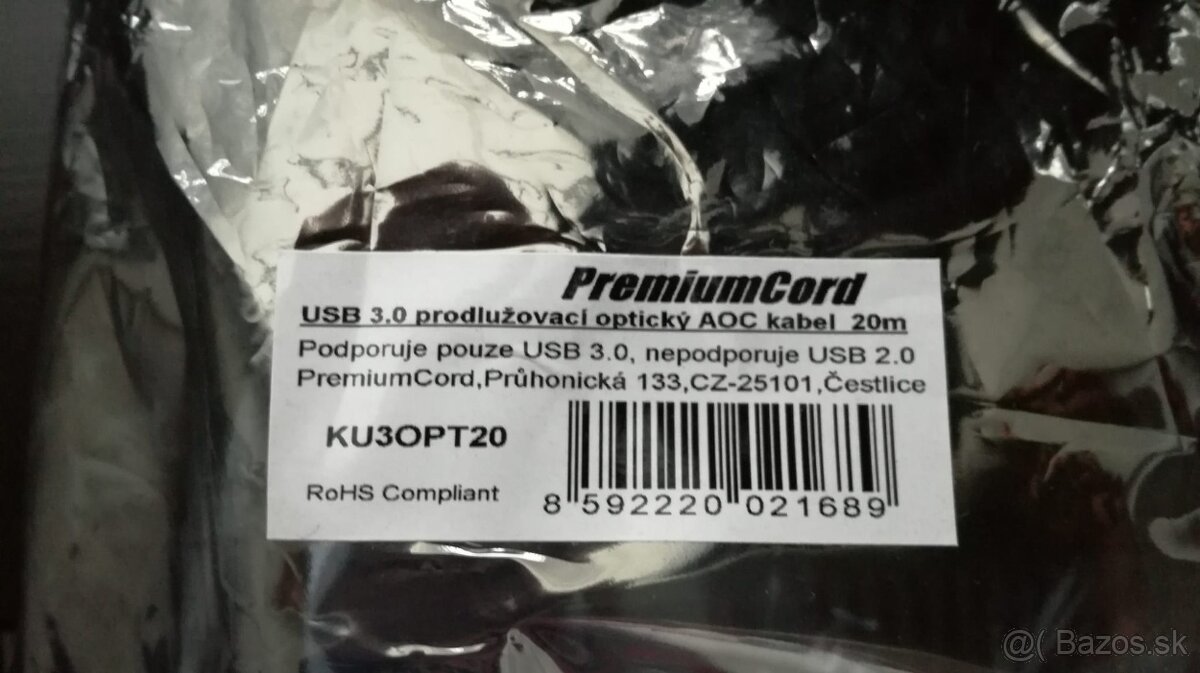 PremiumCord
USB 3.0 prodlužovací optický AOC kabel 20m
Podporuje pouze USB 3.0, nepodporuje USB 2.0
PremiumCord,Průhonická 133,CZ-25101,Čestlice
KU3OPT20
RoHS Compliant
8 592220 021689
@( Bazos.sk